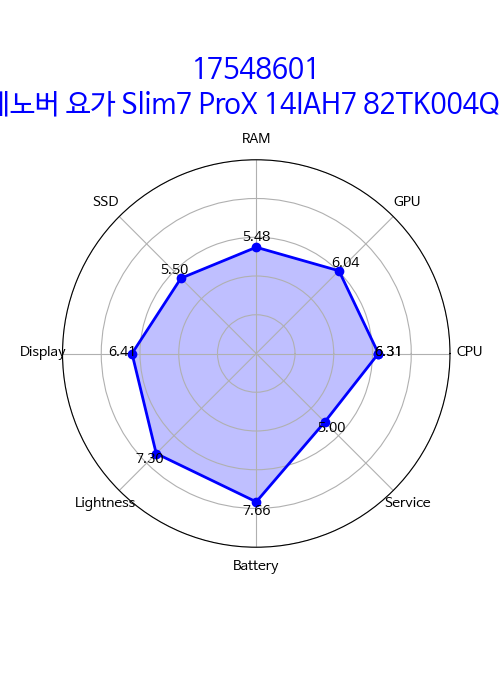 17548601
노버 요가 Slim7 ProX 14IAH7 82TK004Q
RAM
SSD
GPU
5.48
5.50
6.04
Display
6.41
6.31
CPU
7.30
5.00
Lightness
7.66
Service
Battery